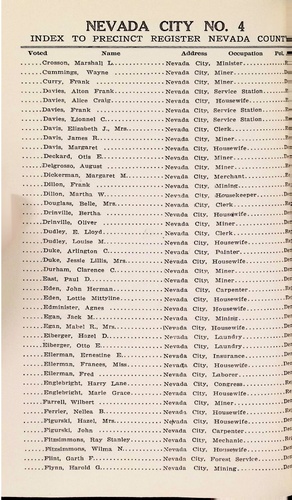 NEVADA CITY NO. 4
INDEX TO PRECINCT REGISTER NEVADA COUNT
Voted Name Address Occupation Pol.
Crosson, Marshall L. Nevada City, Minister
Cummings, Wayne Nevada City, Miner
Curry, Frank Nevada City, Miner
Davies, Alton Frank Nevada City, Service Station
Davies, Alice Craig Nevada City, Housewife
Davies, Frank Nevada City, Service Station
Davies, Lionnel C. Nevada City, Service Station
Davis, Elizabeth J., Mrs. Nevada City, Clerk
Davis, James R. Nevada City, Miner
Davis, Margaret Nevada City, Housewife
Deckard, Otis E. Nevada City, Miner
Delgrosso, August Nevada City, Miner
Dickerman, Margaret M. Nevada City, Merchant
Dillon, Frank Nevada City, Mining
Dillon, Martha W. Nevada City, Housekeeper
Douglass, Belle, Mrs. Nevada City, Clerk
Drinville, Bertha Nevada City, Housewife
Drinville, Oliver Nevada City, Miner
Dudley, E. Lloyd Nevada City, Clerk
Dudley, Louise M. Nevada City, Housewife
Duke, Arlington C. Nevada City, Painter
Duke, Jessie Lillis, Mrs. Nevada City, Housewife
Durham, Clarence C. Nevada City, Miner
East, Paul D. Nevada City, Miner
Eden, John Herman Nevada City, Carpenter
Eden, Lottie Mittyline Nevada City, Housewife
Edminister, Agnes Nevada City, Housewife
Egan, Jack M. Nevada City, Mining
Egan, Mabel R., Mrs. Nevada City, Housewife
Eiberger, Hazel D. Nevada City, Laundry
Eiberger, Otto E. Nevada City, Laundry
Ellerman, Ernestine E. Nevada City, Insurance
Ellerman, Frances, Miss Nevada City, Housewife
Ellerman, Fred Nevada City, Laborer
Englebright, Harry Lane Nevada City, Congress
Englebright, Marie Grace Nevada City, Housewife
Farrell, Wilbert Nevada City, Miner
Ferrier, Nellea B. Nevada City, Housewife
Figurski, Hazel, Mrs. Nevada City, Housewife
Figurski, John Nevada City, Carpenter
Fitzsimmons, Ray Stanley Nevada City, Mechanic
Fitzsimmons, Wilma N. Nevada City, Housewife
Flint, Garth F. Nevada City, Forest Service
Flynn, Harold G. Nevada City, Mining